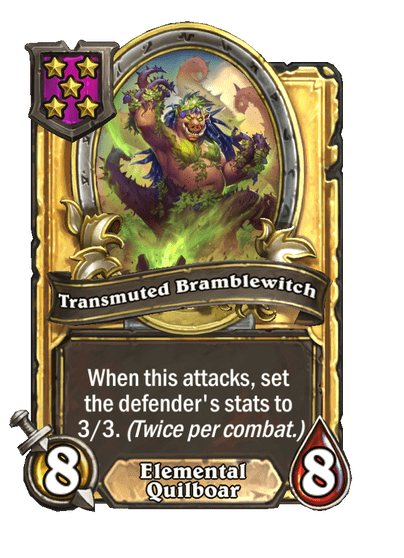 Transmuted Bramblewitch
When this attacks, set
the defender's stats to
3/3. (Twice per combat.)
8
Elemental
Quilboar
8